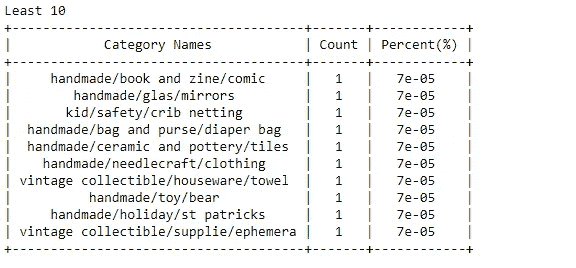 Least 10
+-------------------------------------+-------+------------+
| Category Names | Count | Percent(%) |
+-------------------------------------+-------+------------+
| handmade/book and zine/comic | 1 | 7e-05 |
| handmade/glas/mirrors | 1 | 7e-05 |
| kid/safety/crib netting | 1 | 7e-05 |
| handmade/bag and purse/diaper bag | 1 | 7e-05 |
| handmade/ceramic and pottery/tiles | 1 | 7e-05 |
| handmade/needlecraft/clothing | 1 | 7e-05 |
| vintage collectible/houseware/towel | 1 | 7e-05 |
| handmade/toy/bear | 1 | 7e-05 |
| handmade/holiday/st patricks | 1 | 7e-05 |
| vintage collectible/supplie/ephemera | 1 | 7e-05 |
+-------------------------------------+-------+------------+